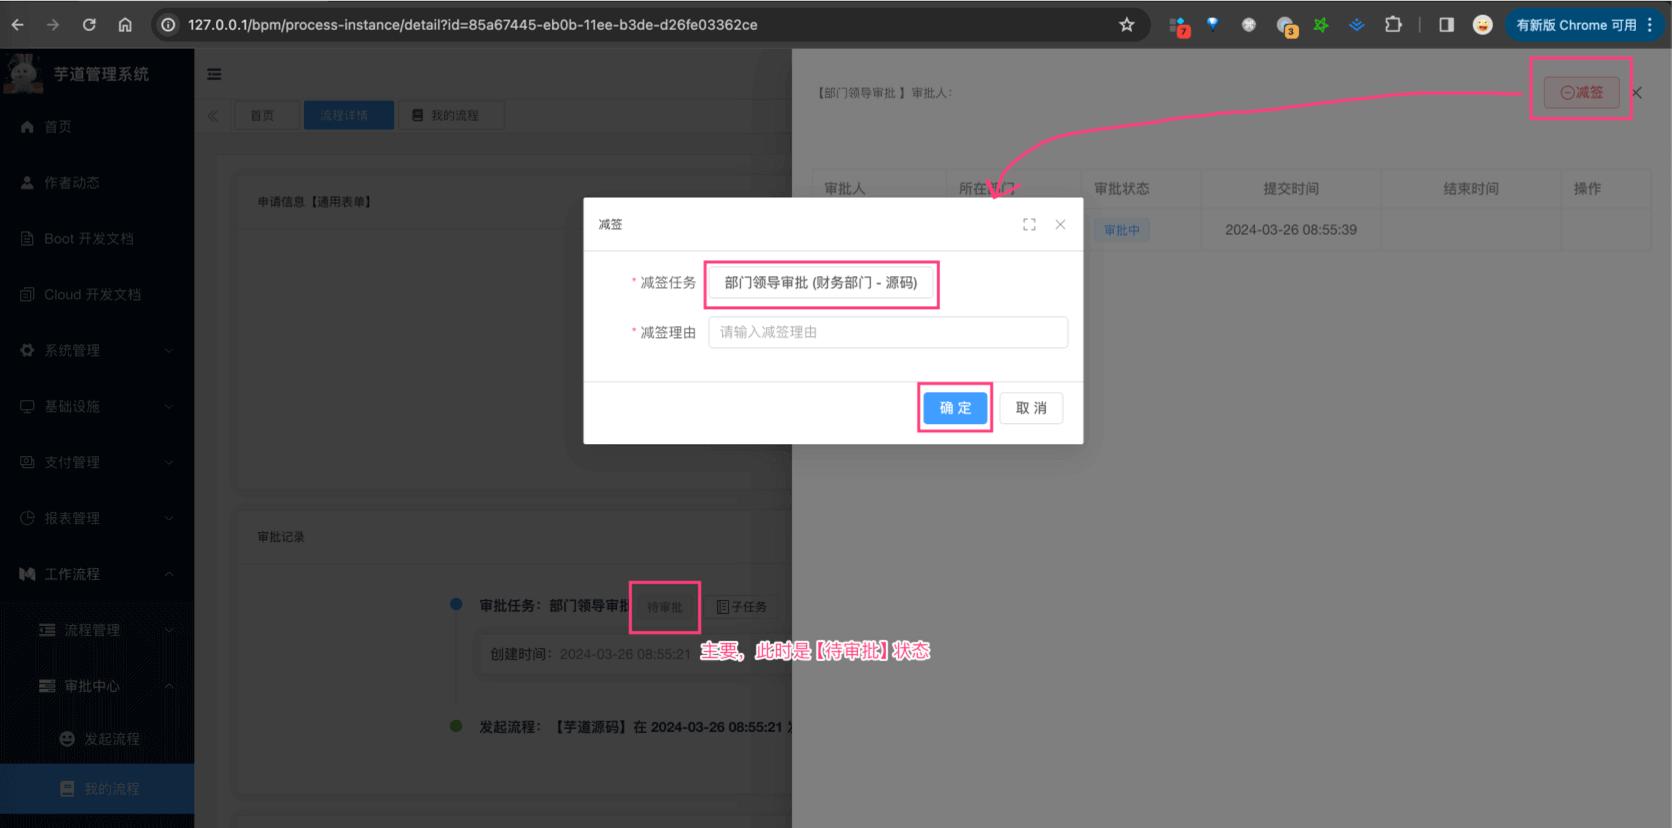 127.0.0.1/bpm/process-instance/detail?id=85a67445-eb0b-11ee-b3de-d26fe03362ce
7
3
有新版 Chrome 可用
芋道管理系统
首页
作者动态
Boot 开发文档
Cloud 开发文档
系统管理
基础设施
支付管理
报表管理
工作流程
流程管理
审批中心
发起流程
我的流程
首页
流程详情
我的流程
申请信息【通用表单】
审批记录
审批任务：部门领导审批
待审批
子任务
创建时间：2024-03-26 08:55:21
主要，此时是【待审批】状态
发起流程：【芋道源码】在 2024-03-26 08:55:21
【部门领导审批 】审批人：
减签
审批人
所在部门
审批状态
提交时间
结束时间
操作
审批中
2024-03-26 08:55:39
减签
* 减签任务
部门领导审批 (财务部门 - 源码)
* 减签理由
请输入减签理由
确 定
取 消